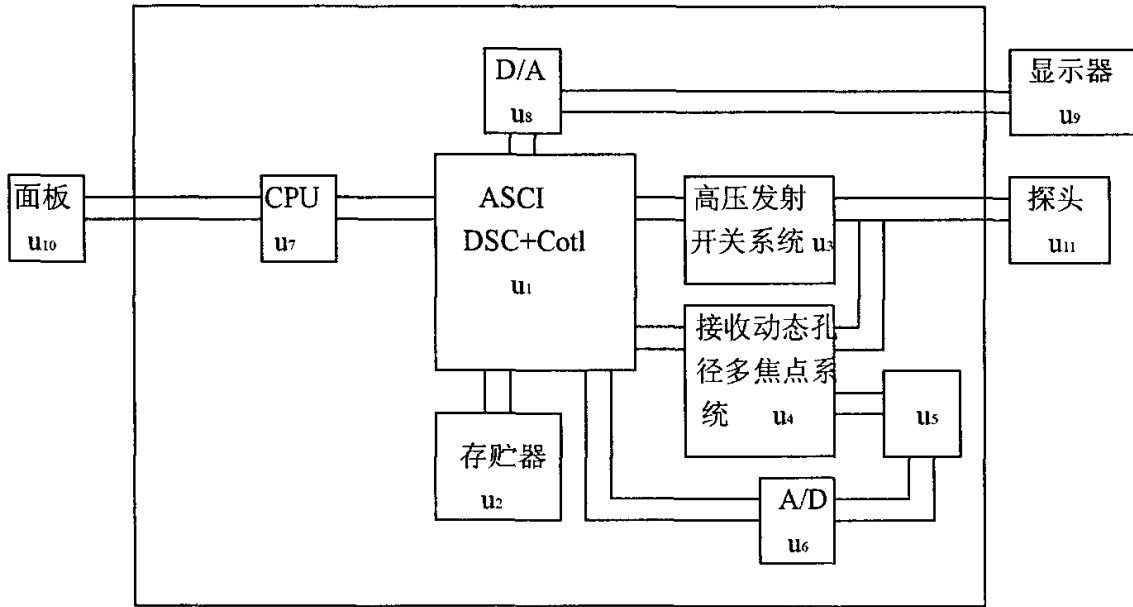 D/A
u8
显示器
u9
面板
u10
CPU
u7
ASCI
DSC+Cotl
u1
高压发射
开关系统 u3
探头
u11
接收动态孔
径多焦点系
统 u4
u5
存贮器
u2
A/D
u6